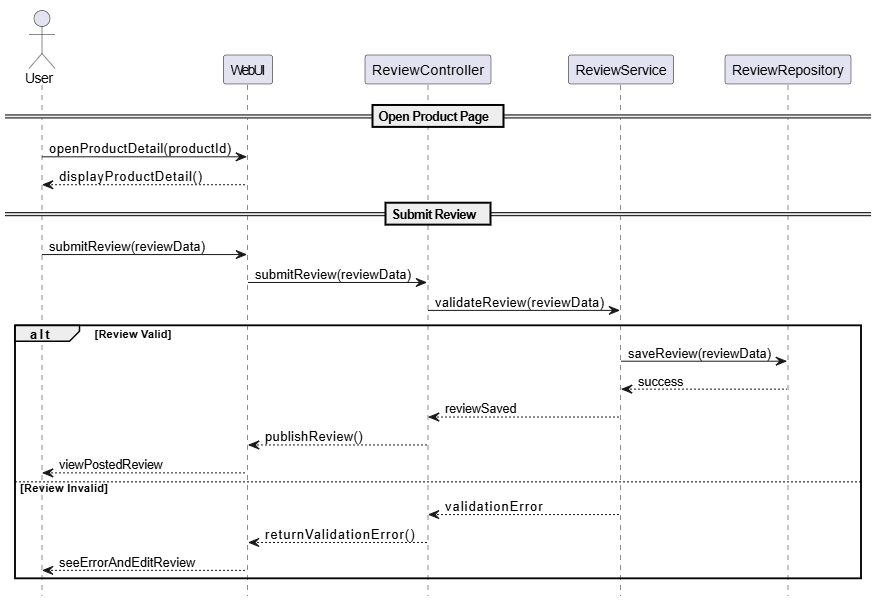 User
WebUI
ReviewController
ReviewService
ReviewRepository
Open Product Page
openProductDetail(productId)
displayProductDetail()
Submit Review
submitReview(reviewData)
submitReview(reviewData)
validateReview(reviewData)
alt
[Review Valid]
saveReview(reviewData)
success
reviewSaved
publishReview()
viewPostedReview
[Review Invalid]
validationError
returnValidationError()
seeErrorAndEditReview